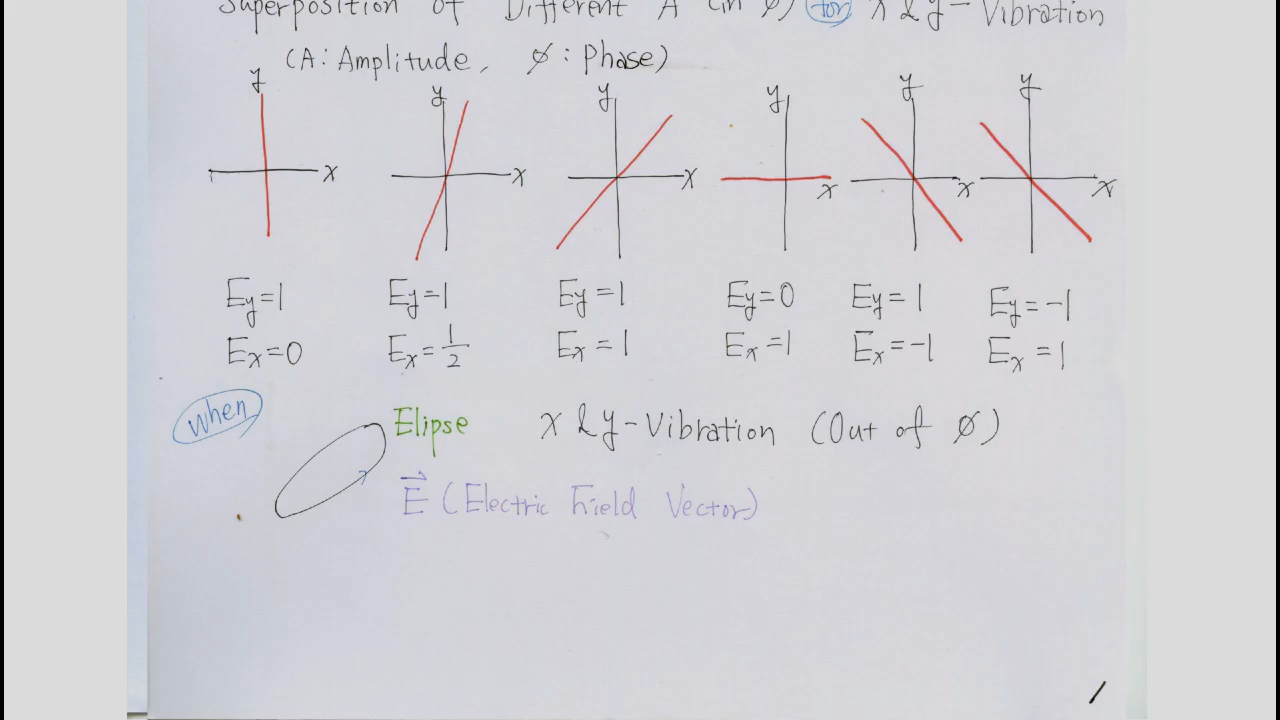 Superposition of Different A (in ϕ) for x & y-Vibration
(A: Amplitude, ϕ: Phase)
y y y y y y
x x x x x x
Ey=1 Ey=1 Ey=1 Ey=0 Ey=1 Ey=-1
Ex=0 Ex=1/2 Ex=1 Ex=1 Ex=-1 Ex=1
when Elipse x & y-Vibration (Out of ϕ)
E (Electric Field Vector)